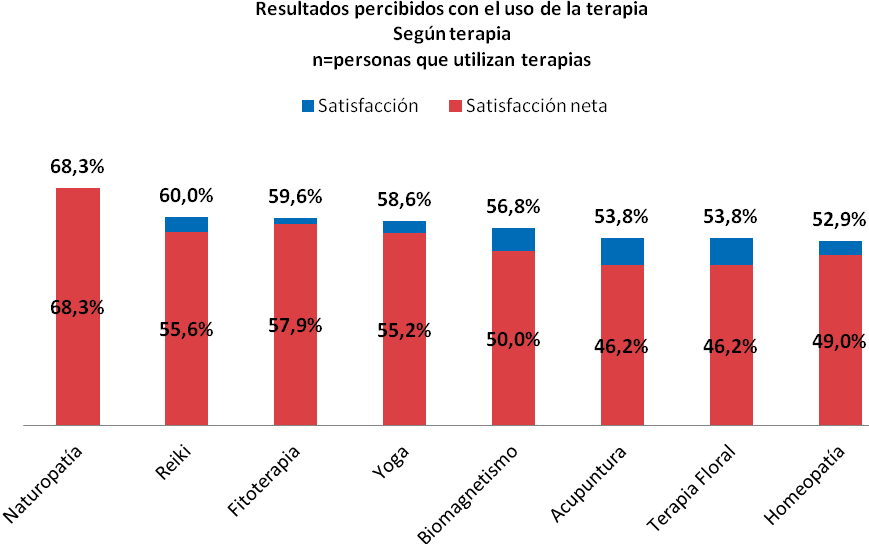 Resultados percibidos con el uso de la terapia
Según terapia
n=personas que utilizan terapias
Satisfacción
Satisfacción neta
68,3%
60,0%
59,6%
58,6%
56,8%
53,8%
53,8%
52,9%
68,3%
55,6%
57,9%
55,2%
50,0%
46,2%
46,2%
49,0%
Naturopatía
Reiki
Fitoterapia
Yoga
Biomagnetismo
Acupuntura
Terapia Floral
Homeopatía